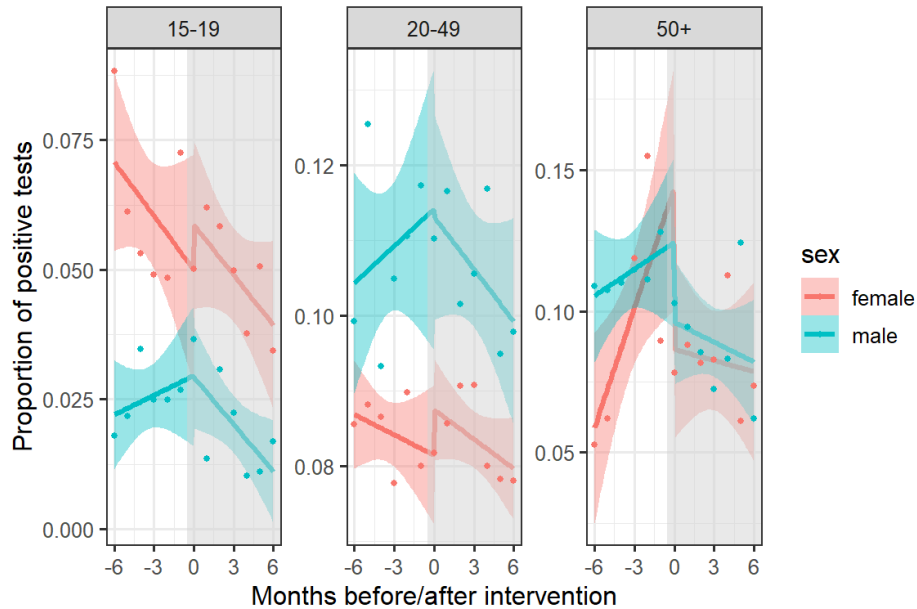 15-19 20-49 50+
Proportion of positive tests
0.075
0.050
0.025
0.000
0.12
0.10
0.08
0.15
0.10
0.05
-6 -3 0 3 6 -6 -3 0 3 6 -6 -3 0 3 6
Months before/after intervention
sex
female
male